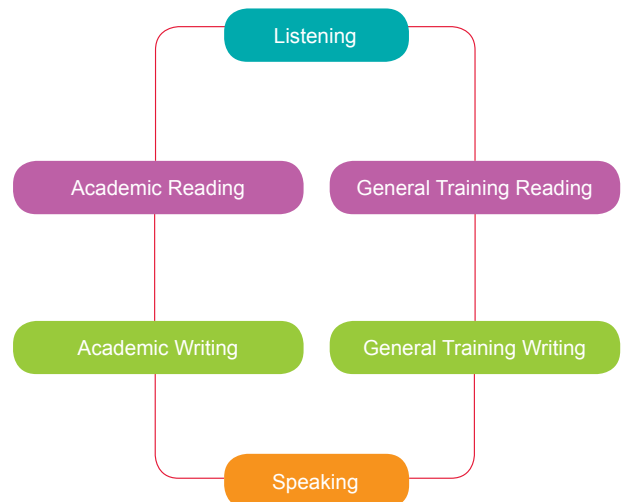 Listening
Academic Reading
General Training Reading
Academic Writing
General Training Writing
Speaking